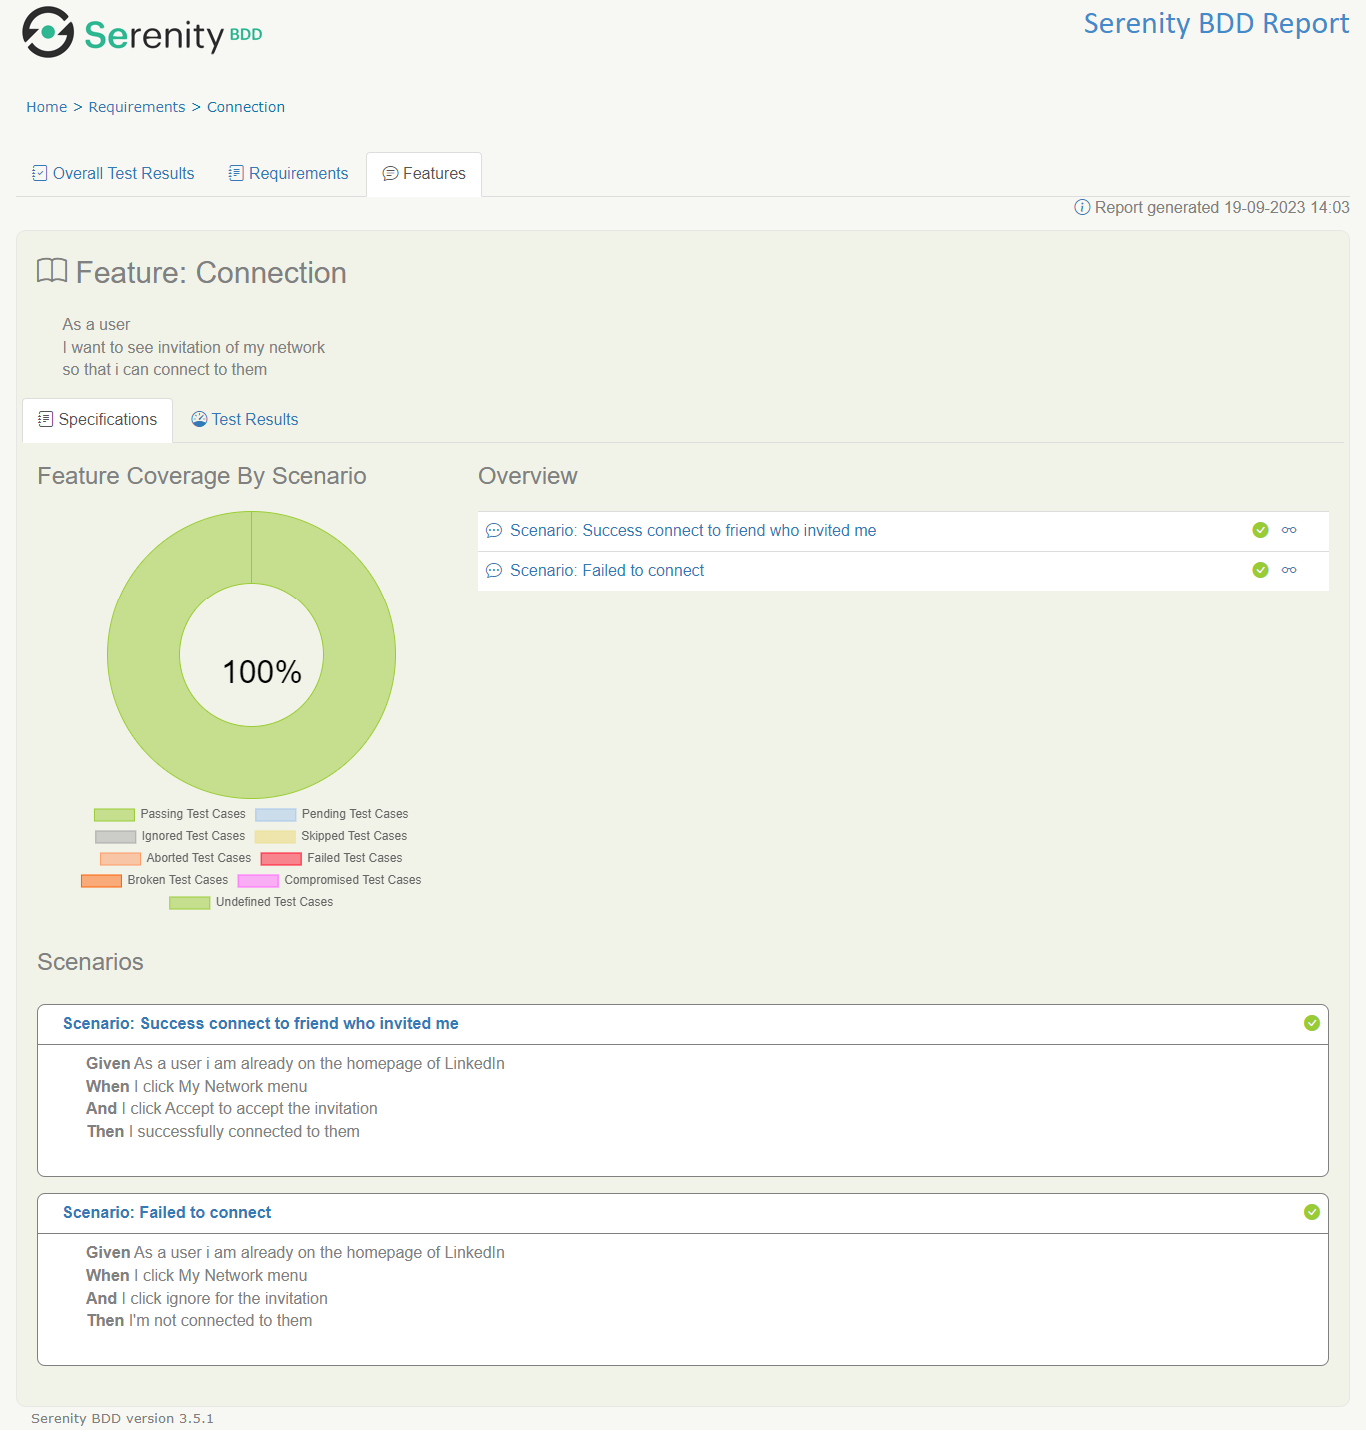 Serenity BDD
Serenity BDD Report
Home > Requirements > Connection
Overall Test Results
Requirements
Features
Report generated 19-09-2023 14:03
Feature: Connection
As a user
I want to see invitation of my network
so that i can connect to them
Specifications
Test Results
Feature Coverage By Scenario
100%
Passing Test Cases
Pending Test Cases
Ignored Test Cases
Skipped Test Cases
Aborted Test Cases
Failed Test Cases
Broken Test Cases
Compromised Test Cases
Undefined Test Cases
Overview
Scenario: Success connect to friend who invited me
Scenario: Failed to connect
Scenarios
Scenario: Success connect to friend who invited me
Given As a user i am already on the homepage of LinkedIn
When I click My Network menu
And I click Accept to accept the invitation
Then I successfully connected to them
Scenario: Failed to connect
Given As a user i am already on the homepage of LinkedIn
When I click My Network menu
And I click ignore for the invitation
Then I'm not connected to them
Serenity BDD version 3.5.1